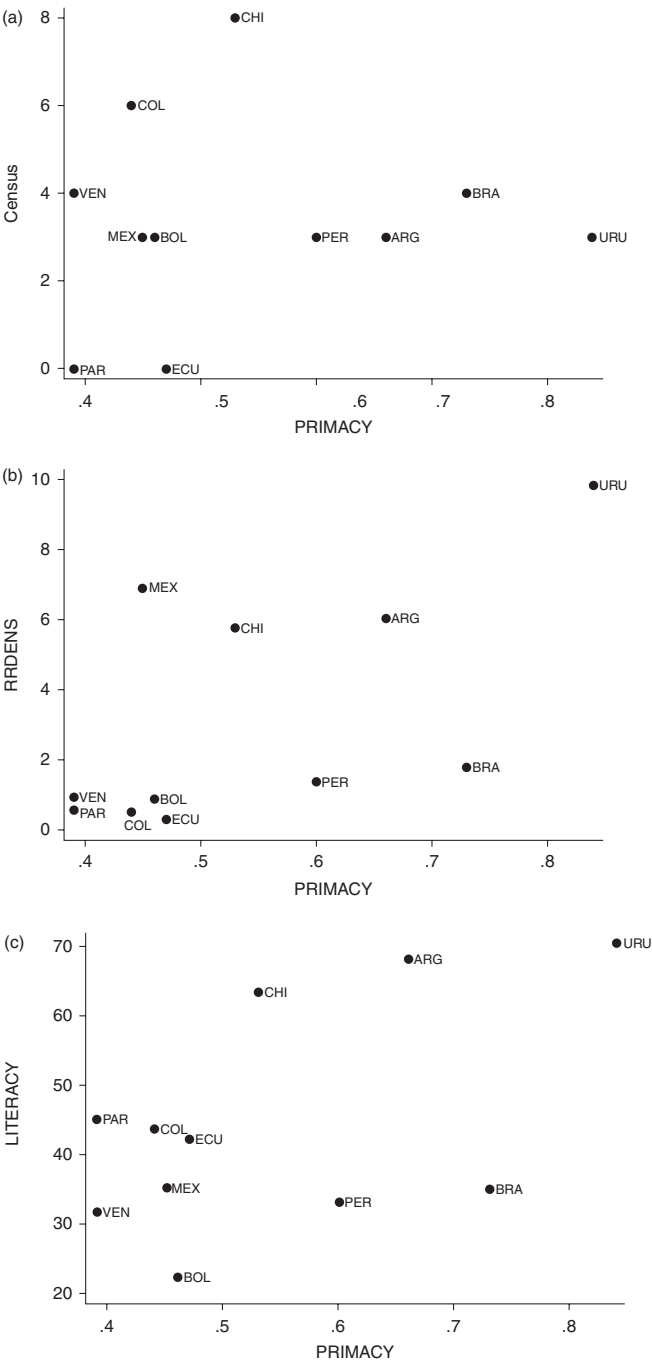 (a)
8
CHI
6
COL
Census
4
VEN
BRA
MEX
BOL
PER
ARG
URU
2
0
PAR
ECU
.4 .5 .6 .7 .8
PRIMACY
(b)
10
URU
8
MEX
RRDENS
6
CHI
ARG
4
2
BRA
PER
VEN
BOL
PAR
COL
ECU
0
.4 .5 .6 .7 .8
PRIMACY
(c)
70
URU
ARG
CHI
60
LITERACY
50
PAR
COL
ECU
40
MEX
BRA
PER
VEN
30
BOL
20
.4 .5 .6 .7 .8
PRIMACY